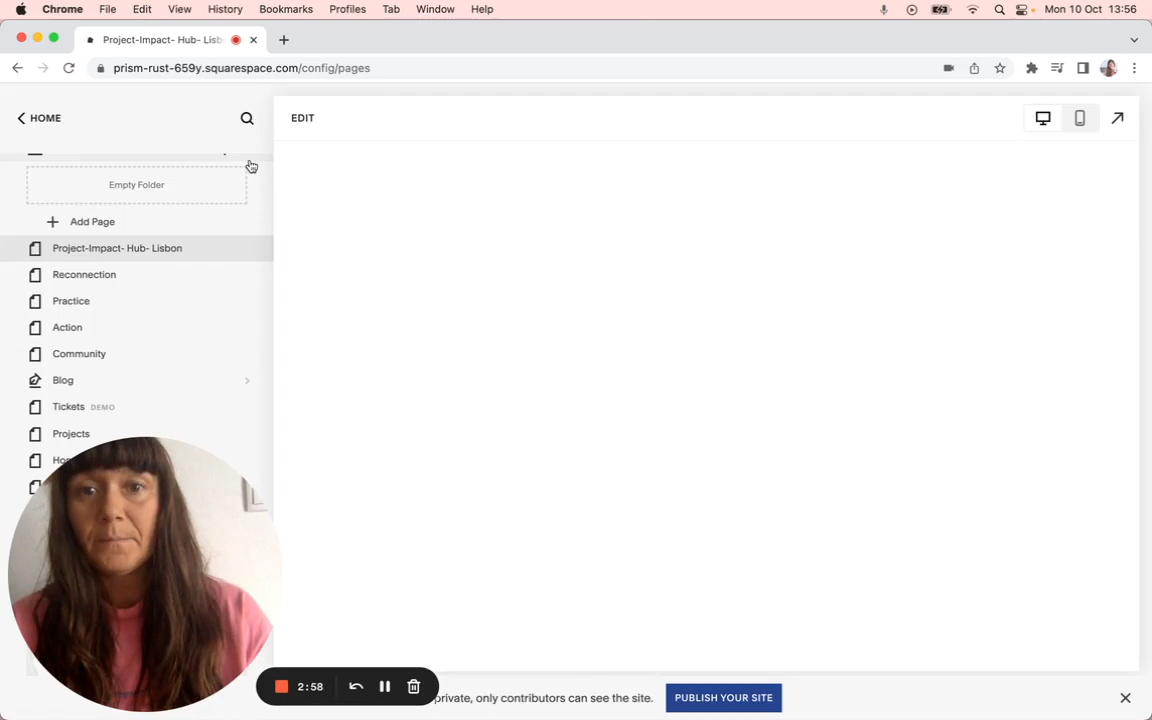 Chrome File Edit View History Bookmarks Profiles Tab Window Help Mon 10 Oct 13:56
Project-Impact- Hub- Lisb
prism-rust-659y.squarespace.com/config/pages
HOME
EDIT
Empty Folder
Add Page
Project-Impact- Hub- Lisbon
Reconnection
Practice
Action
Community
Blog
Tickets DEMO
Projects
2:58
private, only contributors can see the site. PUBLISH YOUR SITE